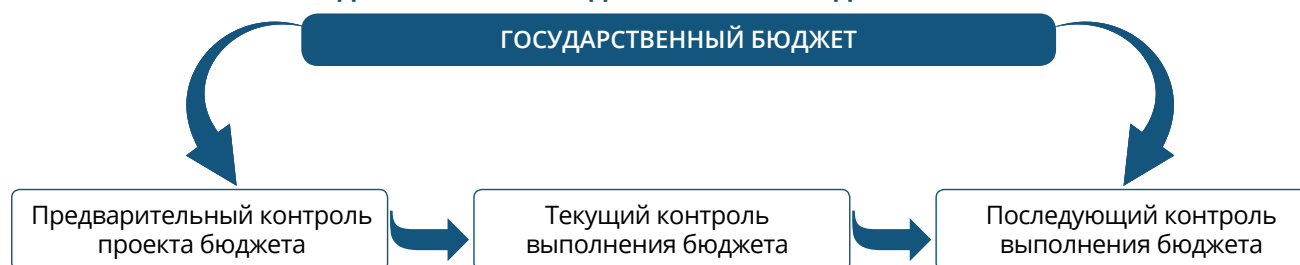 ГОСУДАРСТВЕННЫЙ БЮДЖЕТ
Предварительный контроль
проекта бюджета
Текущий контроль
выполнения бюджета
Последующий контроль
выполнения бюджета